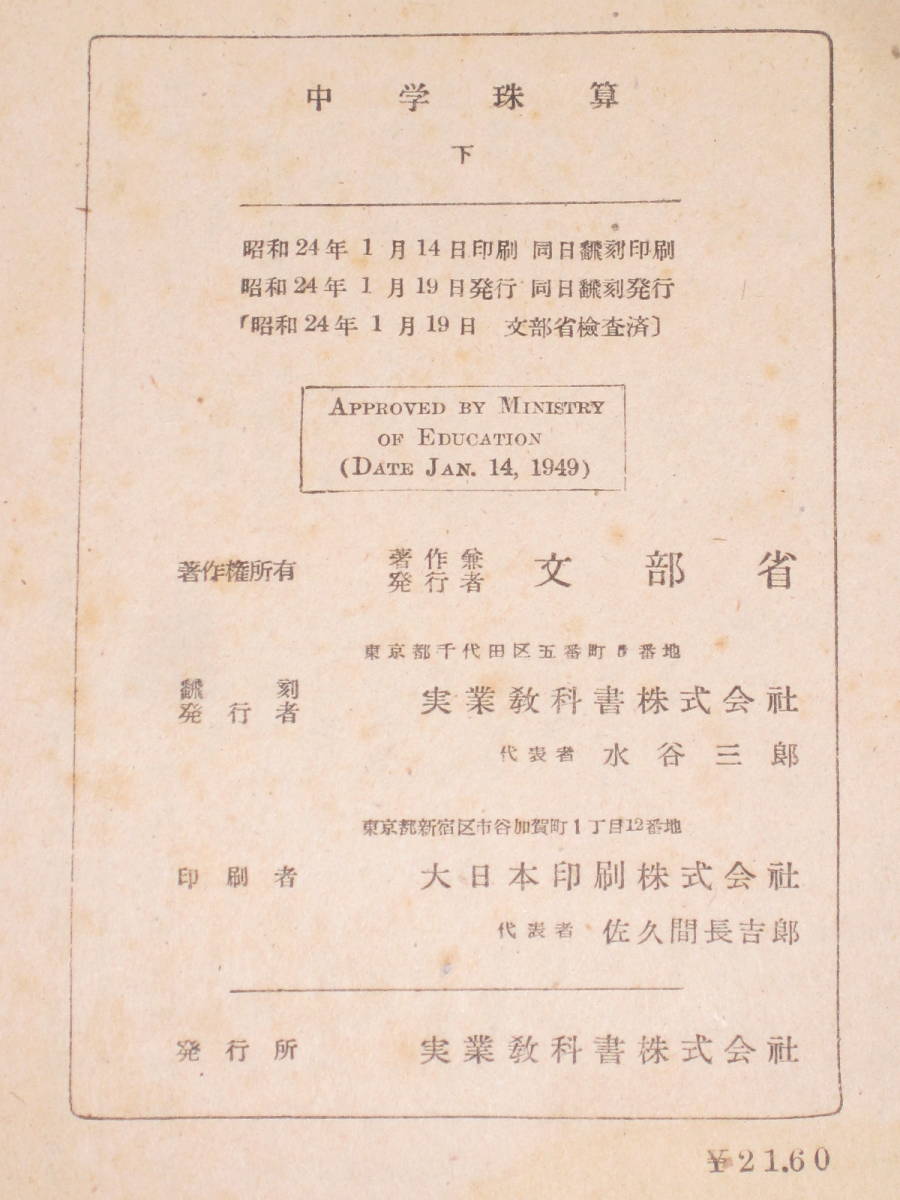 中学珠算
下
昭和24年1月14日印刷 同日飜刻印刷
昭和24年1月19日発行 同日飜刻発行
「昭和24年1月19日 文部省檢査済〕
APPROVED BY MINISTRY
OF EDUCATION
(DATE JAN. 14, 1949)
著作権所有 著作兼発行者 文部省
東京都千代田区五番町5番地
飜刻発行者 実業敎科書株式会社
代表者 水谷三郎
東京都新宿区市谷加賀町1丁目12番地
印刷者 大日本印刷株式会社
代表者 佐久間長吉郎
発行所 実業敎科書株式会社
¥21.60